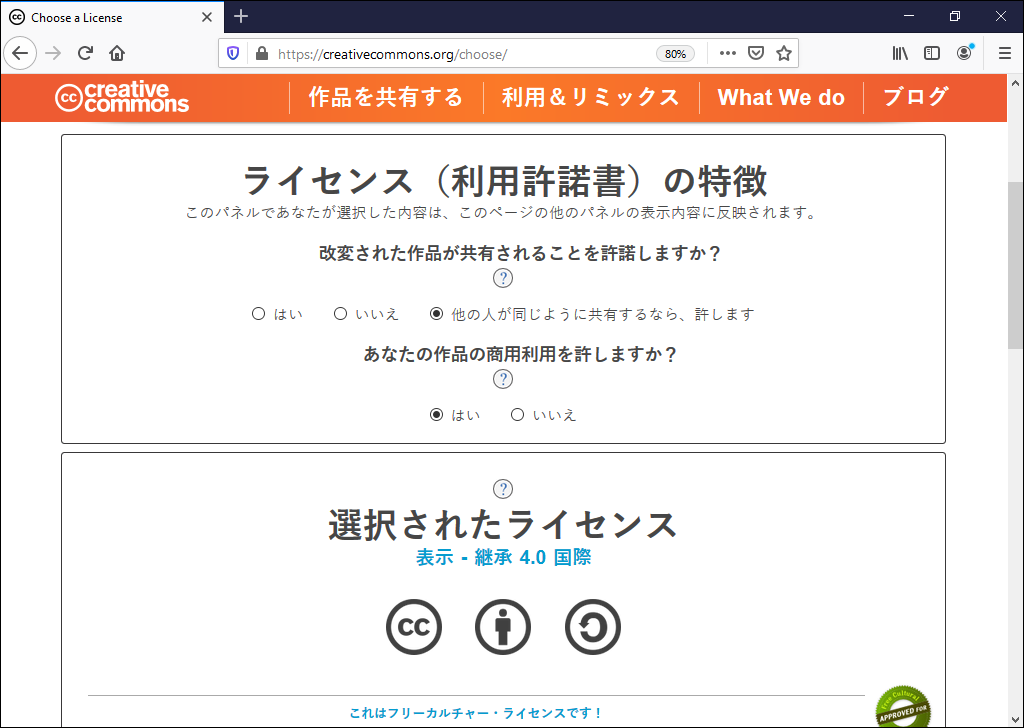 Choose a License
https://creativecommons.org/choose/
80%
creative commons
作品を共有する
利用＆リミックス
What We do
ブログ
ライセンス（利用許諾書）の特徴
このパネルであなたが選択した内容は、このページの他のパネルの表示内容に反映されます。
改変された作品が共有されることを許諾しますか？
?
はい いいえ 他の人が同じように共有するなら、許します
あなたの作品の商用利用を許しますか？
?
はい いいえ
?
選択されたライセンス
表示 - 継承 4.0 国際
cc
これはフリーカルチャー・ライセンスです！
Free Cultural
APPROVED FOR